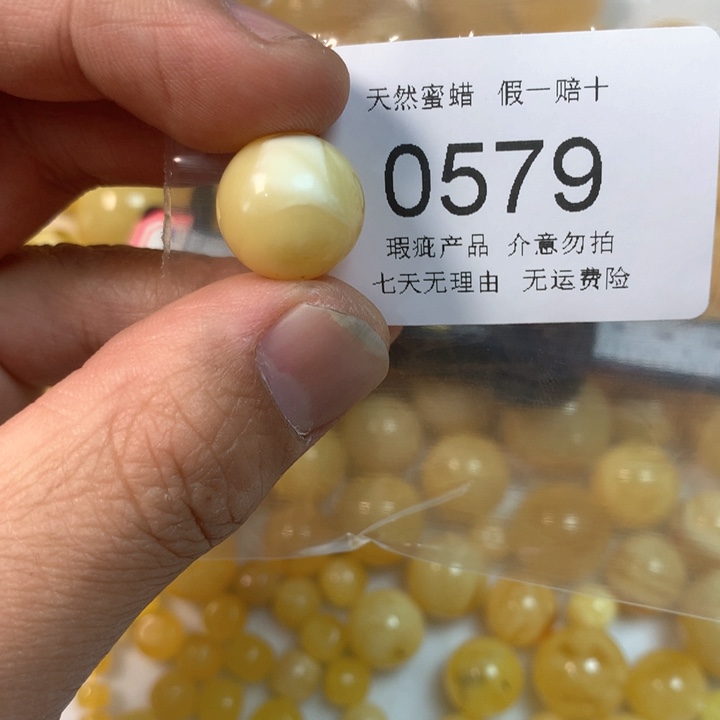 天然蜜蜡 假一赔十
0579
瑕疵产品 介意勿拍
七天无理由 无运费险